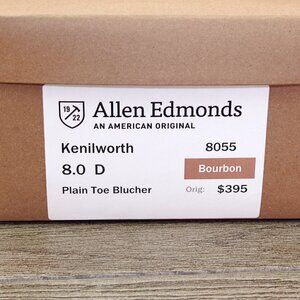 19
22
Allen Edmonds
AN AMERICAN ORIGINAL
Kenilworth 8055
8.0 D Bourbon
Plain Toe Blucher Orig: $395